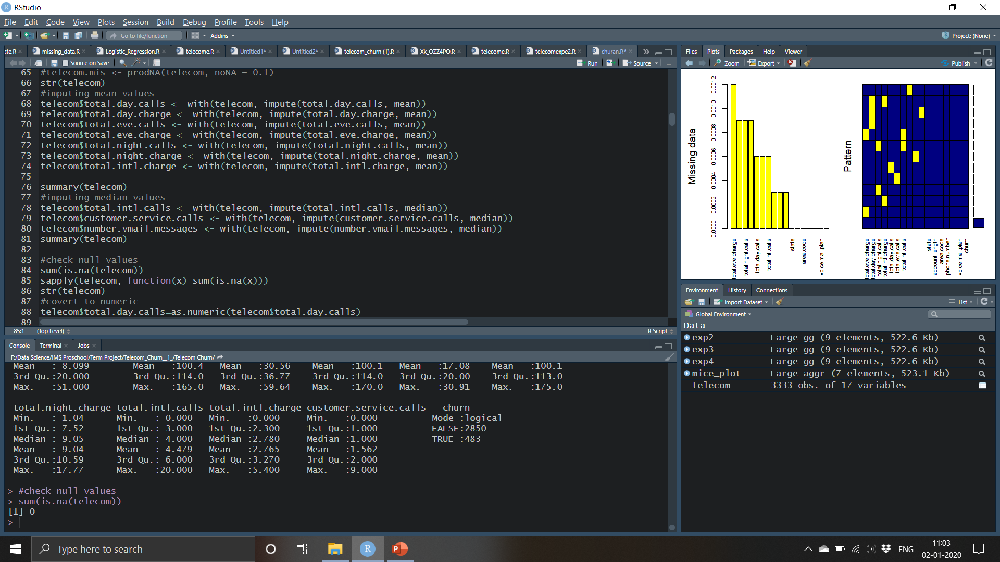 RStudio
File Edit Code View Plots Session Build Debug Profile Tools Help
Go to file/function Addins Project: (None)
ate.R missing_data.R Logistic_Regression.R telecome.R Untitled1* Untitled2* telecom_churn (1).R Xk_OZZ4PQ.R telecome.R telecomexpe2.R churan.R*
Source on Save Run Source
65 #telecom.mis <- prodNA(telecom, noNA = 0.1)
66 str(telecom)
67 #imputing mean values
68 telecom$total.day.calls <- with(telecom, impute(total.day.calls, mean))
69 telecom$total.day.charge <- with(telecom, impute(total.day.charge, mean))
70 telecom$total.eve.calls <- with(telecom, impute(total.eve.calls, mean))
71 telecom$total.eve.charge <- with(telecom, impute(total.eve.charge, mean))
72 telecom$total.night.calls <- with(telecom, impute(total.night.calls, mean))
73 telecom$total.night.charge <- with(telecom, impute(total.night.charge, mean))
74 telecom$total.intl.charge <- with(telecom, impute(total.intl.charge, mean))
75
76 summary(telecom)
77 #imputing median values
78 telecom$total.intl.calls <- with(telecom, impute(total.intl.calls, median))
79 telecom$customer.service.calls <- with(telecom, impute(customer.service.calls, median))
80 telecom$number.vmail.messages <- with(telecom, impute(number.vmail.messages, median))
81 summary(telecom)
82
83 #check null values
84 sum(is.na(telecom))
85 sapply(telecom, function(x) sum(is.na(x)))
86 str(telecom)
87 #covert to numeric
88 telecom$total.day.calls=as.numeric(telecom$total.day.calls)
89
85:1 (Top Level) R Script
Console Terminal Jobs
F:/Data Science/IMS Proschool/Term Project/Telecom_Churn__1_/Telecom Churn/
Mean : 8.099 Mean :100.4 Mean :30.56 Mean :100.1 Mean :17.08 Mean :100.1
3rd Qu.:20.000 3rd Qu.:114.0 3rd Qu.:36.77 3rd Qu.:114.0 3rd Qu.:20.00 3rd Qu.:113.0
Max. :51.000 Max. :165.0 Max. :59.64 Max. :170.0 Max. :30.91 Max. :175.0
total.night.charge total.intl.calls total.intl.charge customer.service.calls churn
Min. : 1.04 Min. : 0.000 Min. :0.000 Min. :0.000 Mode :logical
1st Qu.: 7.52 1st Qu.: 3.000 1st Qu.:2.300 1st Qu.:1.000 FALSE:2850
Median : 9.05 Median : 4.000 Median :2.780 Median :1.000 TRUE :483
Mean : 9.04 Mean : 4.479 Mean :2.765 Mean :1.562
3rd Qu.:10.59 3rd Qu.: 6.000 3rd Qu.:3.270 3rd Qu.:2.000
Max. :17.77 Max. :20.000 Max. :5.400 Max. :9.000
> #check null values
> sum(is.na(telecom))
[1] 0
>
Files Plots Packages Help Viewer
Zoom Export Publish
Missing data
0.0000 0.0002 0.0004 0.0006 0.0008 0.0010 0.0012
total.eve.charge
total.night.calls
total.day.calls
total.intl.calls
state
area.code
voice.mail.plan
Pattern
total.eve.charge
total.day.charge
total.night.calls
total.intl.charge
total.day.calls
total.eve.calls
total.intl.calls
state
account.length
area.code
phone.number
voice.mail.plan
churn
Environment History Connections
Import Dataset List
Global Environment
Data
exp2 Large gg (9 elements, 522.6 Kb)
exp3 Large gg (9 elements, 522.6 Kb)
exp4 Large gg (9 elements, 522.6 Kb)
mice_plot Large aggr (7 elements, 523.1 Kb)
telecom 3333 obs. of 17 variables
Type here to search
ENG
11:03
02-01-2020